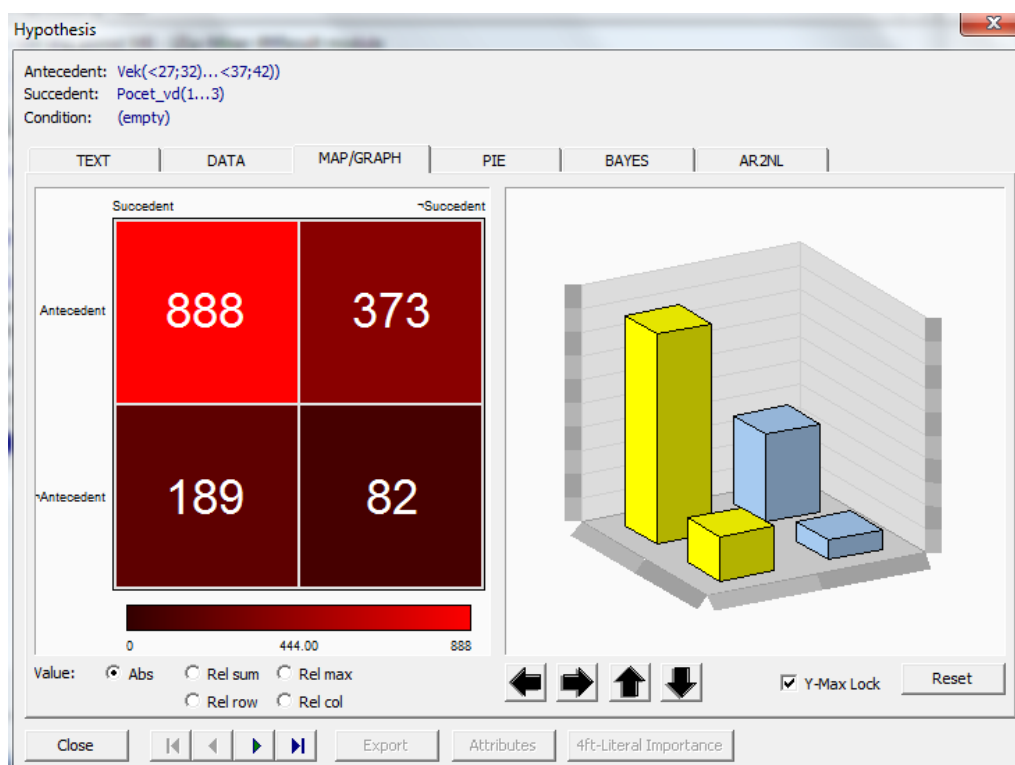 Hypothesis
Antecedent: Vek(<27;32)...<37;42))
Succedent: Pocet_vd(1...3)
Condition: (empty)
TEXT DATA MAP/GRAPH PIE BAYES AR2NL
Succedent ¬Succedent
Antecedent 888 373
¬Antecedent 189 82
0 444.00 888
Value: Abs Rel sum Rel max
Rel row Rel col
Y-Max Lock Reset
Close Export Attributes 4ft-Literal Importance